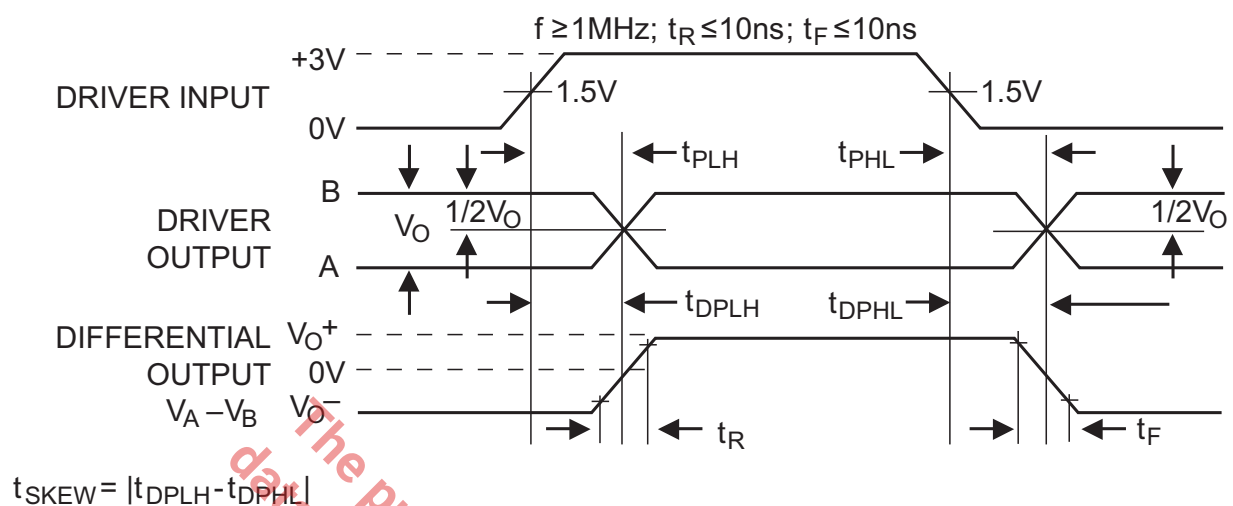 f ≥1MHz; tR ≤10ns; tF ≤10ns
+3V
DRIVER INPUT
1.5V
1.5V
0V
tPLH
tPHL
B
DRIVER
OUTPUT
VO
1/2VO
1/2VO
A
tDPLH
tDPHL
DIFFERENTIAL
OUTPUT
VA –VB
VO+
0V
VO–
tR
tF
tSKEW = |tDPLH - tDPHL|
The